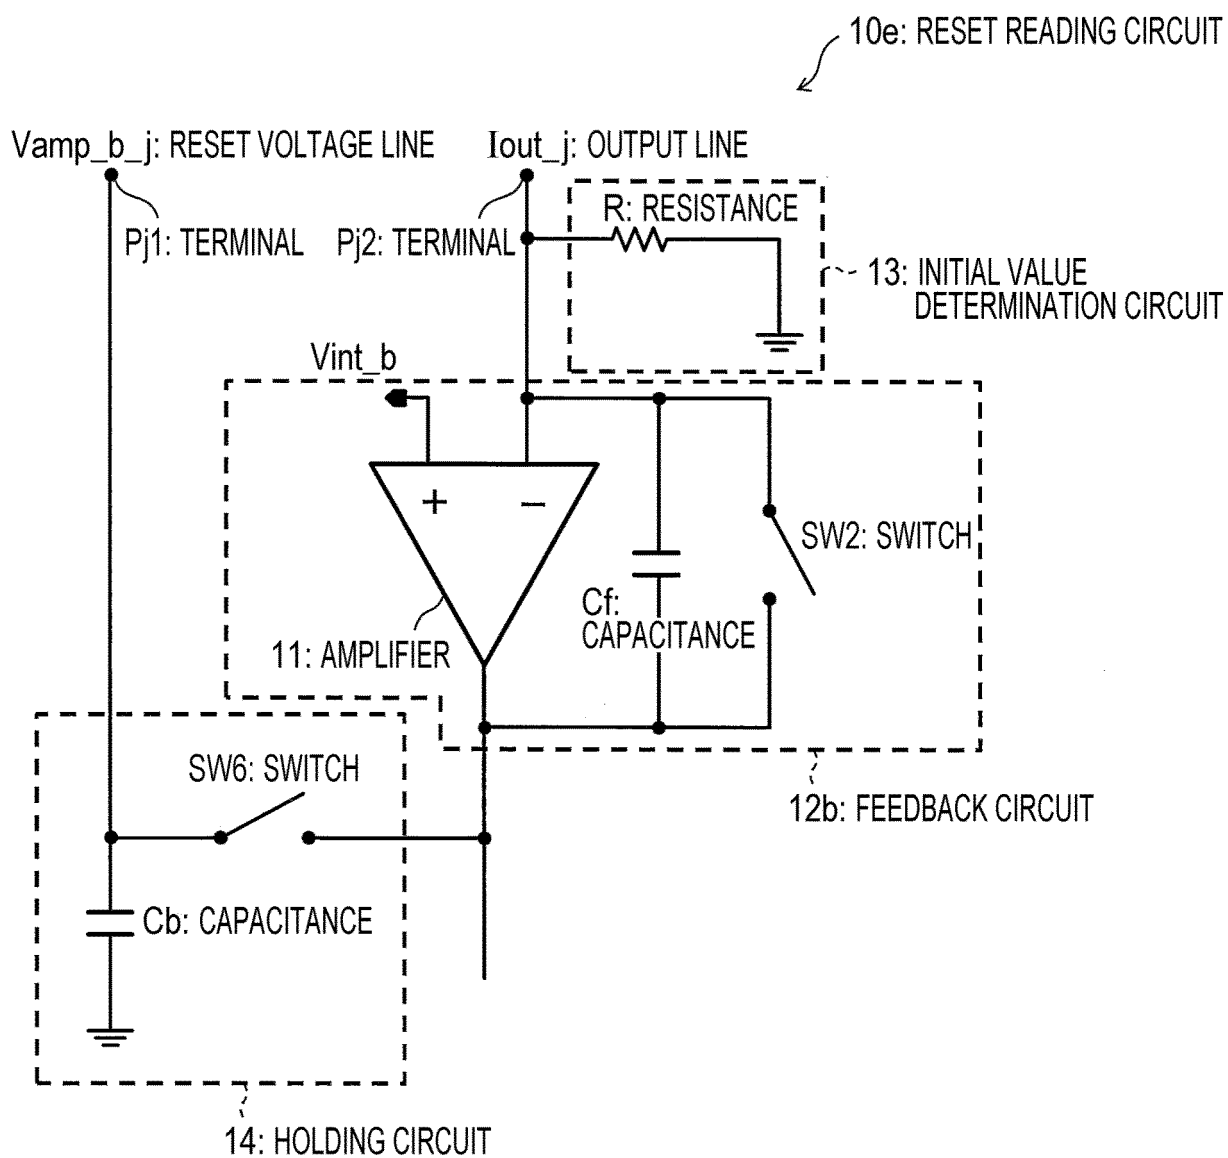 10e: RESET READING CIRCUIT
Vamp_b_j: RESET VOLTAGE LINE
Iout_j: OUTPUT LINE
R: RESISTANCE
Pj1: TERMINAL
Pj2: TERMINAL
13: INITIAL VALUE
DETERMINATION CIRCUIT
Vint_b
+
−
SW2: SWITCH
Cf:
CAPACITANCE
11: AMPLIFIER
SW6: SWITCH
12b: FEEDBACK CIRCUIT
Cb: CAPACITANCE
14: HOLDING CIRCUIT